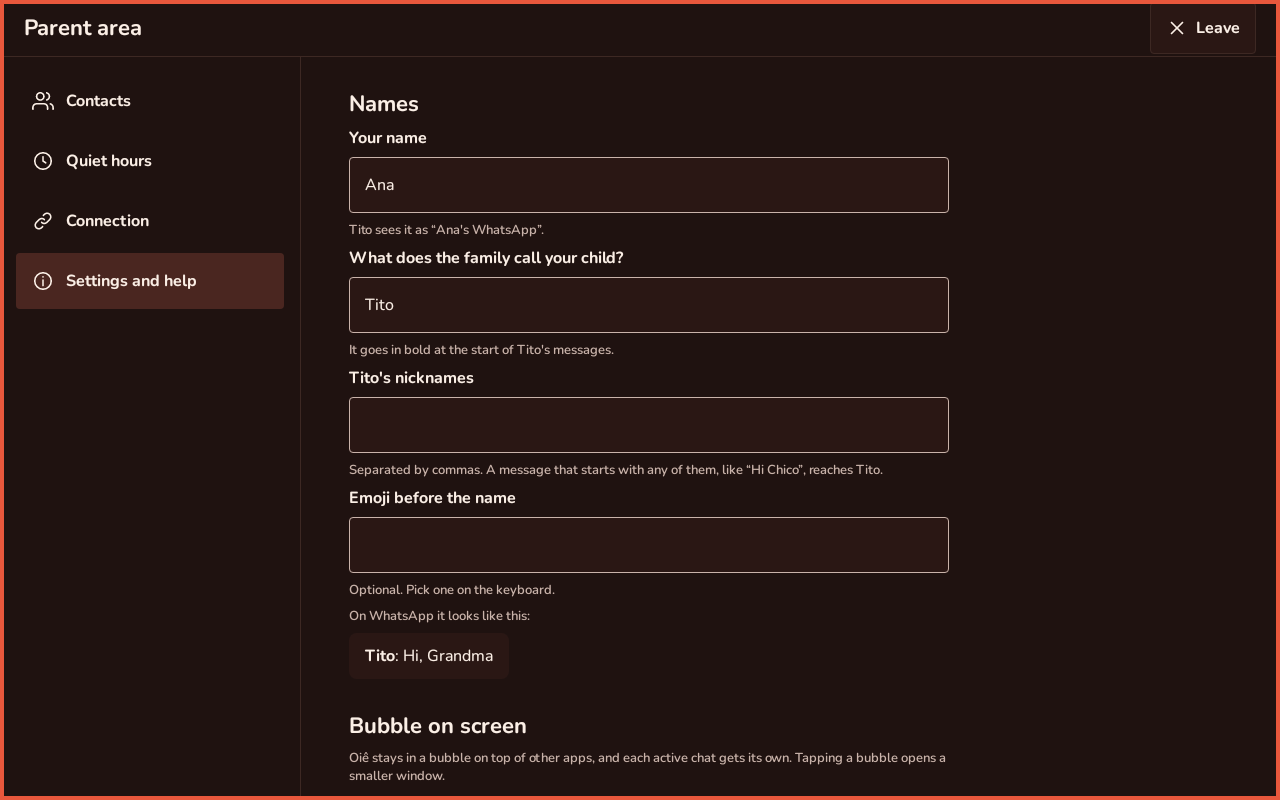 Parent area
Leave
Contacts
Quiet hours
Connection
Settings and help
Names
Your name
Ana
Tito sees it as “Ana's WhatsApp”.
What does the family call your child?
Tito
It goes in bold at the start of Tito's messages.
Tito's nicknames
Separated by commas. A message that starts with any of them, like “Hi Chico”, reaches Tito.
Emoji before the name
Optional. Pick one on the keyboard.
On WhatsApp it looks like this:
Tito: Hi, Grandma
Bubble on screen
Oiê stays in a bubble on top of other apps, and each active chat gets its own. Tapping a bubble opens a
smaller window.